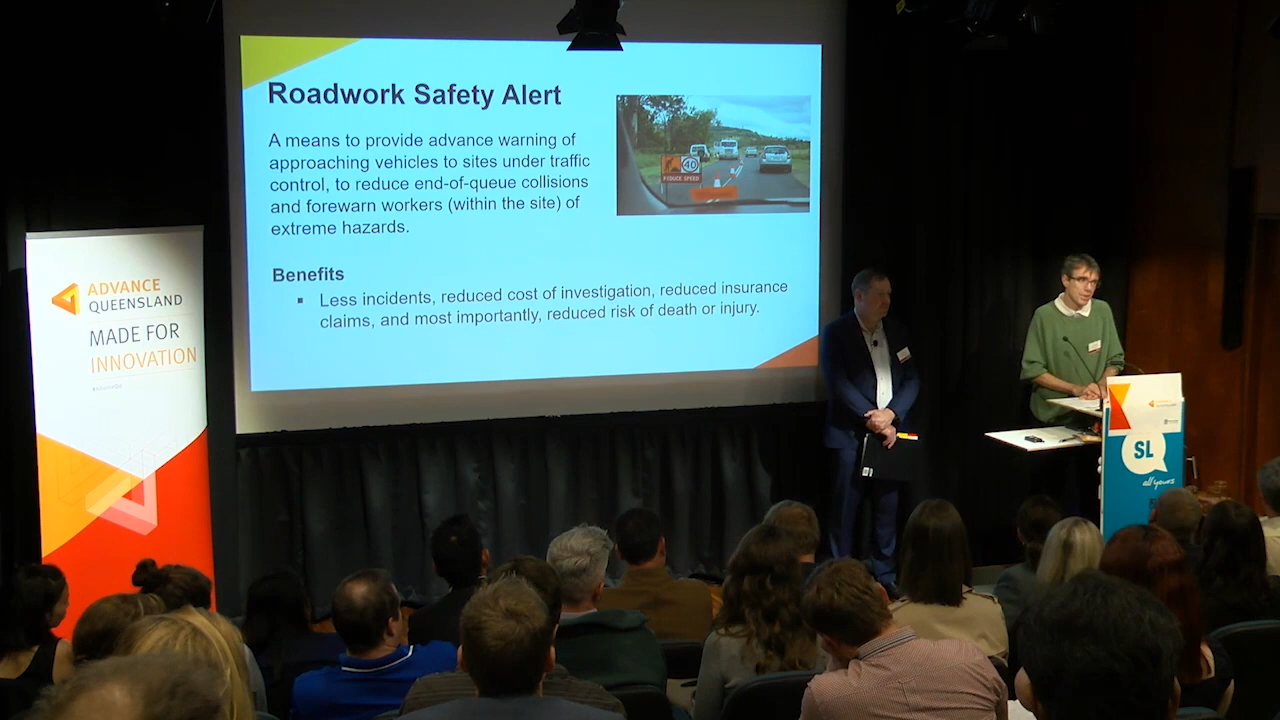 Roadwork Safety Alert
A means to provide advance warning of
approaching vehicles to sites under traffic
control, to reduce end-of-queue collisions
and forewarn workers (within the site) of
extreme hazards.
40
REDUCE SPEED
Benefits
▪ Less incidents, reduced cost of investigation, reduced insurance
claims, and most importantly, reduced risk of death or injury.
ADVANCE
QUEENSLAND
MADE FOR
INNOVATION
SL
all yours